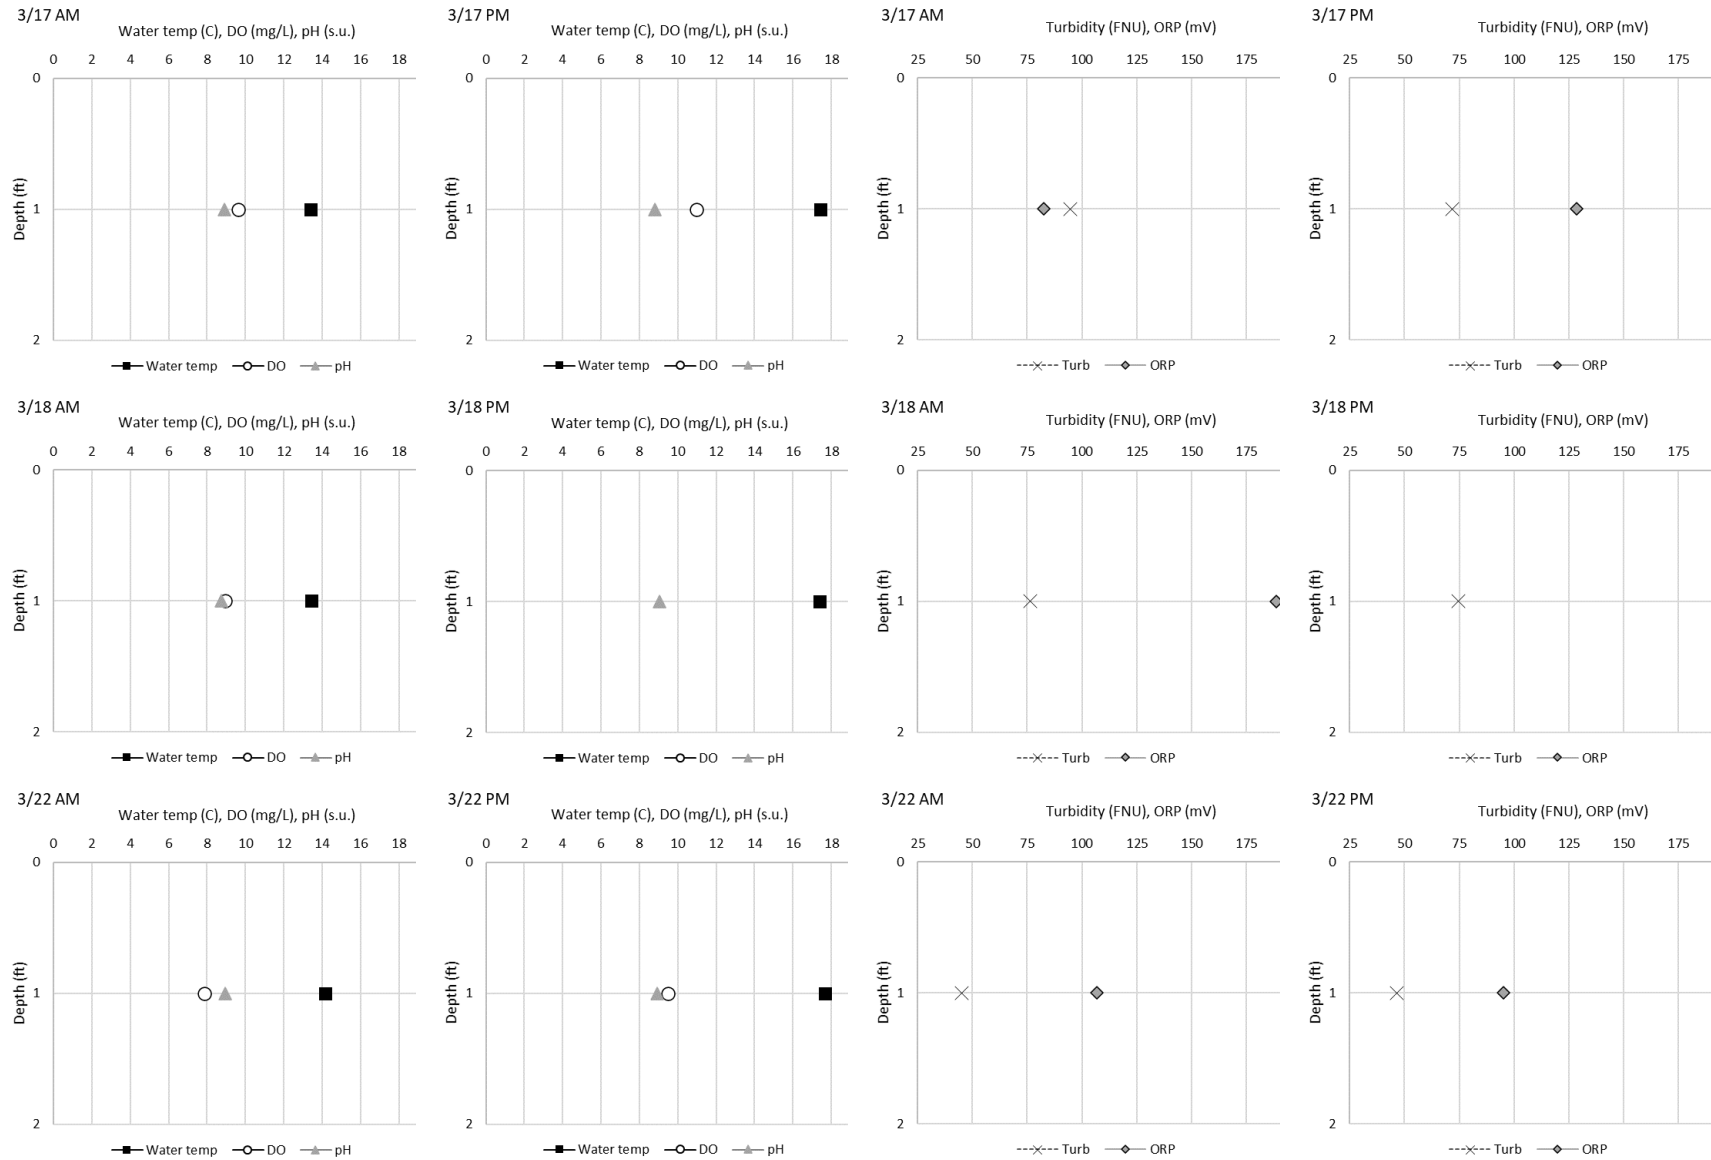 3/17 AM
Water temp (C), DO (mg/L), pH (s.u.)
0 2 4 6 8 10 12 14 16 18
0
1
2
Depth (ft)
Water temp DO pH
3/17 PM
Water temp (C), DO (mg/L), pH (s.u.)
0 2 4 6 8 10 12 14 16 18
0
1
2
Depth (ft)
Water temp DO pH
3/17 AM
Turbidity (FNU), ORP (mV)
25 50 75 100 125 150 175
0
1
2
Depth (ft)
Turb ORP
3/17 PM
Turbidity (FNU), ORP (mV)
25 50 75 100 125 150 175
0
1
2
Depth (ft)
Turb ORP
3/18 AM
Water temp (C), DO (mg/L), pH (s.u.)
0 2 4 6 8 10 12 14 16 18
0
1
2
Depth (ft)
Water temp DO pH
3/18 PM
Water temp (C), DO (mg/L), pH (s.u.)
0 2 4 6 8 10 12 14 16 18
0
1
2
Depth (ft)
Water temp DO pH
3/18 AM
Turbidity (FNU), ORP (mV)
25 50 75 100 125 150 175
0
1
2
Depth (ft)
Turb ORP
3/18 PM
Turbidity (FNU), ORP (mV)
25 50 75 100 125 150 175
0
1
2
Depth (ft)
Turb ORP
3/22 AM
Water temp (C), DO (mg/L), pH (s.u.)
0 2 4 6 8 10 12 14 16 18
0
1
2
Depth (ft)
Water temp DO pH
3/22 PM
Water temp (C), DO (mg/L), pH (s.u.)
0 2 4 6 8 10 12 14 16 18
0
1
2
Depth (ft)
Water temp DO pH
3/22 AM
Turbidity (FNU), ORP (mV)
25 50 75 100 125 150 175
0
1
2
Depth (ft)
Turb ORP
3/22 PM
Turbidity (FNU), ORP (mV)
25 50 75 100 125 150 175
0
1
2
Depth (ft)
Turb ORP